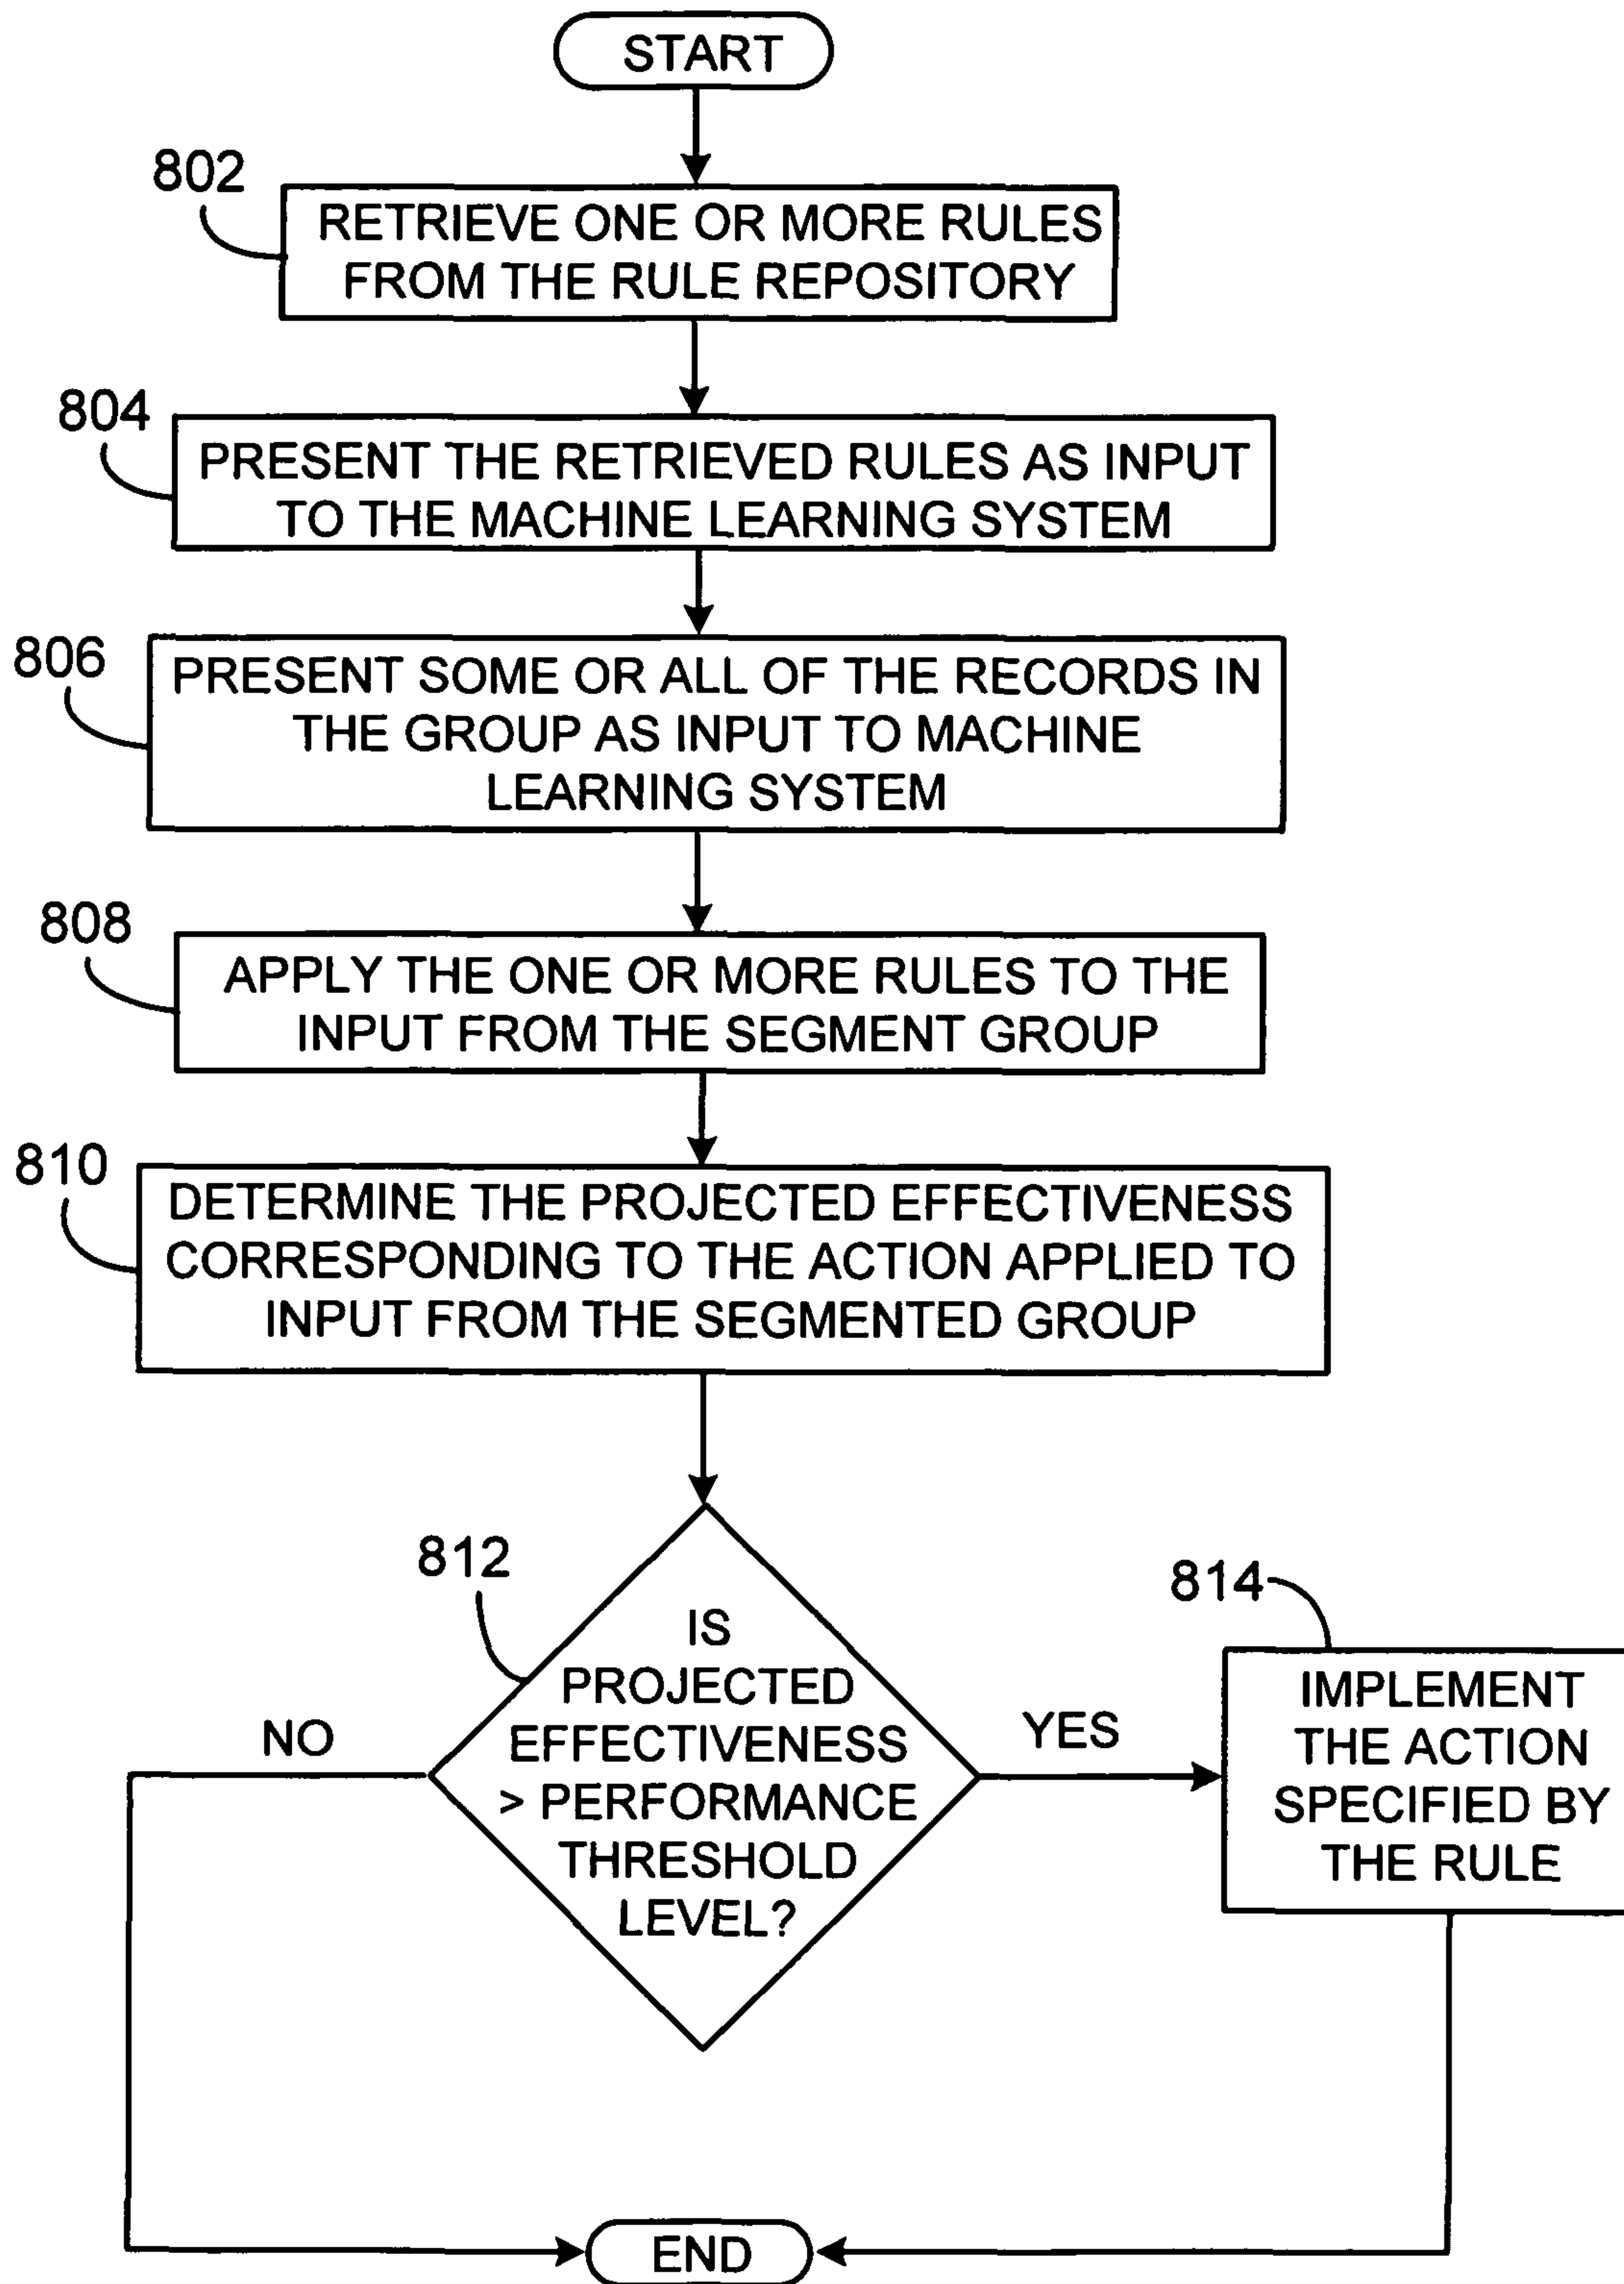 START
802
RETRIEVE ONE OR MORE RULES
FROM THE RULE REPOSITORY
804
PRESENT THE RETRIEVED RULES AS INPUT
TO THE MACHINE LEARNING SYSTEM
806
PRESENT SOME OR ALL OF THE RECORDS IN
THE GROUP AS INPUT TO MACHINE
LEARNING SYSTEM
808
APPLY THE ONE OR MORE RULES TO THE
INPUT FROM THE SEGMENT GROUP
810
DETERMINE THE PROJECTED EFFECTIVENESS
CORRESPONDING TO THE ACTION APPLIED TO
INPUT FROM THE SEGMENTED GROUP
812
IS
PROJECTED
EFFECTIVENESS
> PERFORMANCE
THRESHOLD
LEVEL?
NO
YES
814
IMPLEMENT
THE ACTION
SPECIFIED BY
THE RULE
END